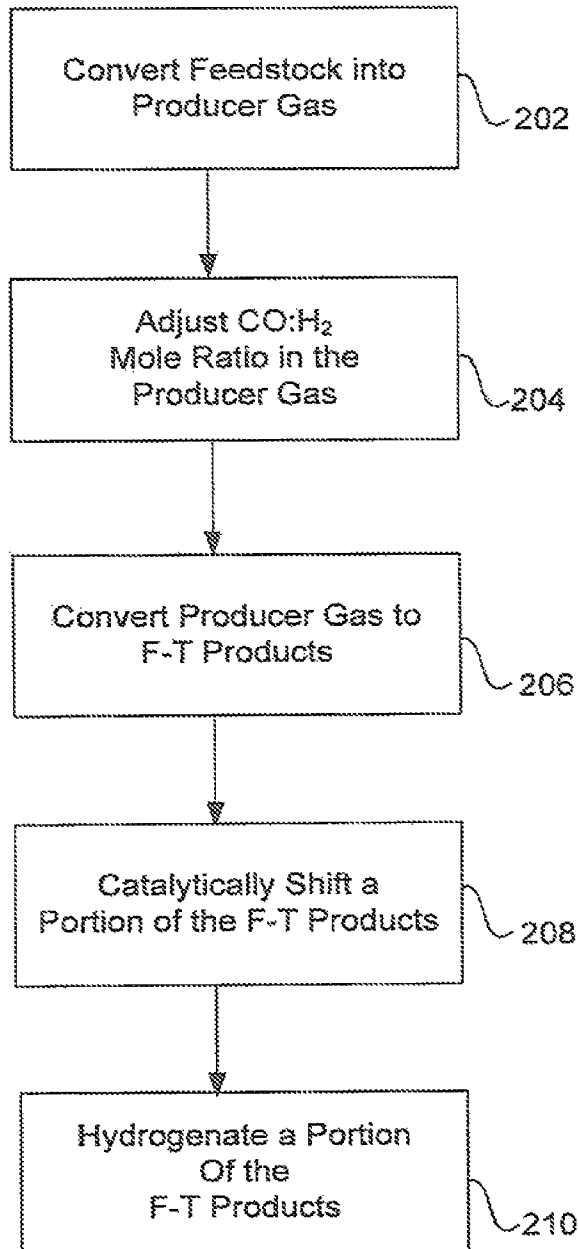 Convert Feedstock into
Producer Gas
202
Adjust CO:H₂
Mole Ratio in the
Producer Gas
204
Convert Producer Gas to
F-T Products
206
Catalytically Shift a
Portion of the F-T Products
208
Hydrogenate a Portion
Of the
F-T Products
210